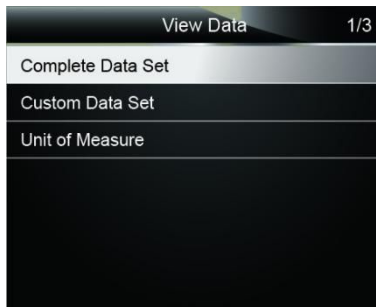 View Data 1/3
Complete Data Set
Custom Data Set
Unit of Measure